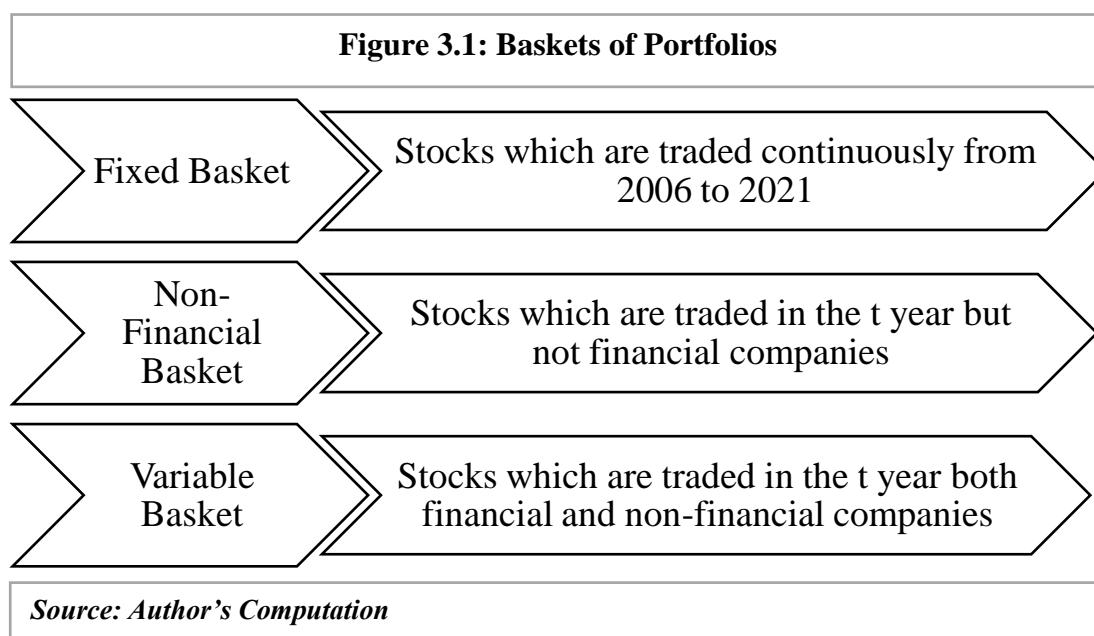 Figure 3.1: Baskets of Portfolios
Fixed Basket
Stocks which are traded continuously from
2006 to 2021
Non-
Financial
Basket
Stocks which are traded in the t year but
not financial companies
Variable
Basket
Stocks which are traded in the t year both
financial and non-financial companies
Source: Author’s Computation